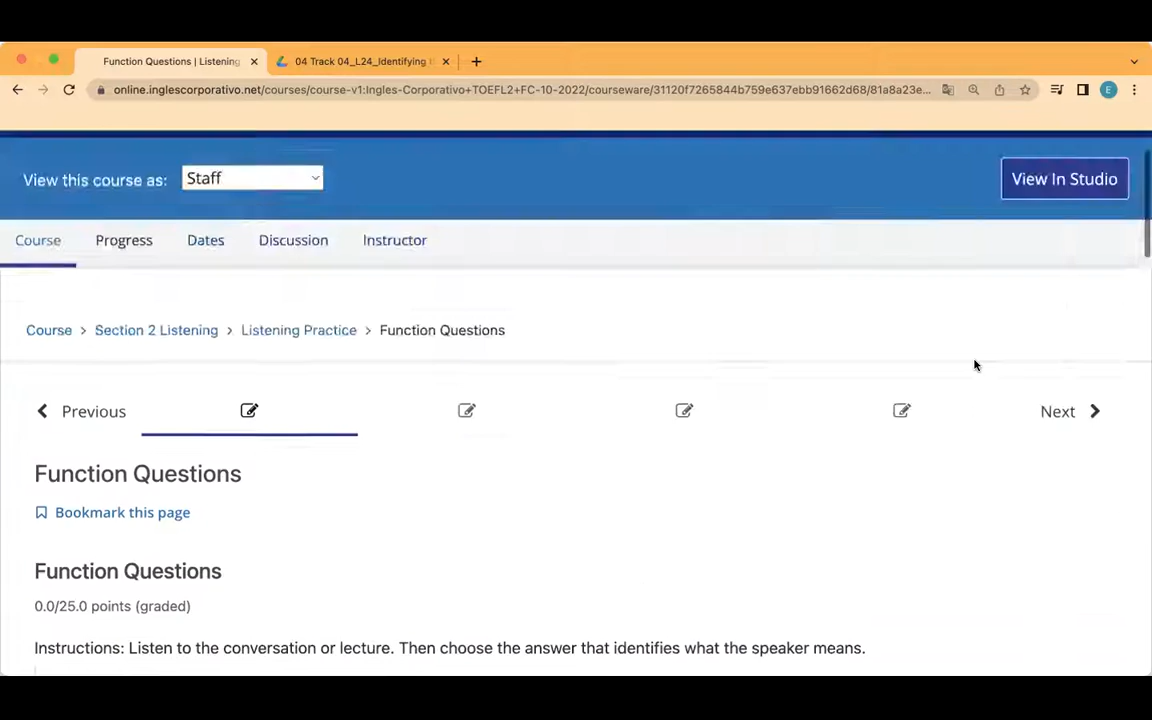 Function Questions | Listening
04 Track 04_L24_Identifying
online.inglescorporativo.net/courses/course-v1:Ingles-Corporativo+TOEFL2+FC-10-2022/courseware/31120f7265844b759e637ebb91662d68/81a8a23e...
E
View this course as:
Staff
View In Studio
Course
Progress
Dates
Discussion
Instructor
Course > Section 2 Listening > Listening Practice > Function Questions
Previous
Next
Function Questions
Bookmark this page
Function Questions
0.0/25.0 points (graded)
Instructions: Listen to the conversation or lecture. Then choose the answer that identifies what the speaker means.